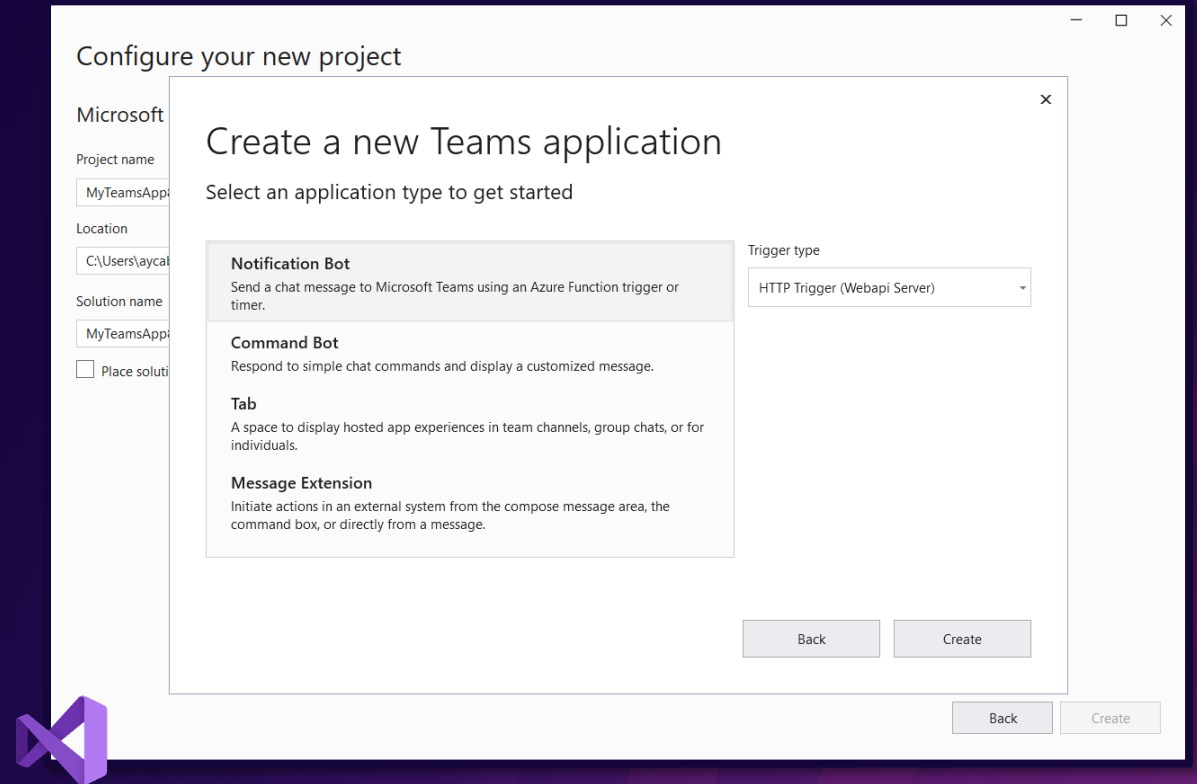 Configure your new project
Microsoft
Project name
MyTeamsApp8
Location
C:\Users\aycab
Solution name
MyTeamsApp8
Place soluti
Create a new Teams application
Select an application type to get started
Notification Bot
Send a chat message to Microsoft Teams using an Azure Function trigger or
timer.
Command Bot
Respond to simple chat commands and display a customized message.
Tab
A space to display hosted app experiences in team channels, group chats, or for
individuals.
Message Extension
Initiate actions in an external system from the compose message area, the
command box, or directly from a message.
Trigger type
HTTP Trigger (Webapi Server)
Back
Create
Back
Create